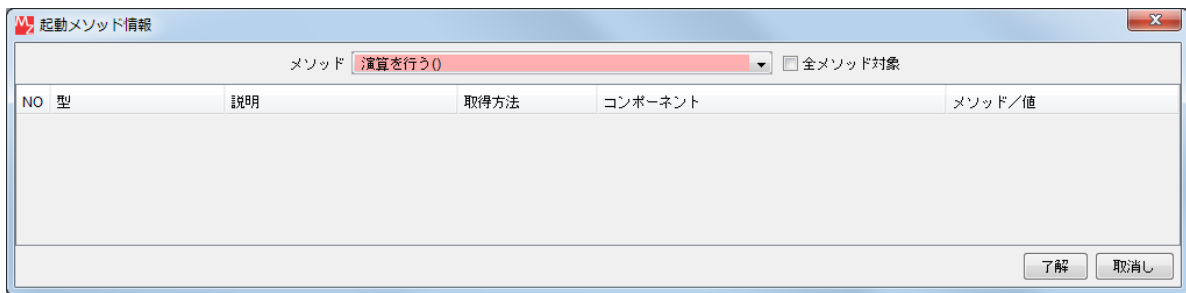 起動メソッド情報
メソッド 演算を行う() 全メソッド対象
NO 型 説明 取得方法 コンポーネント メソッド／値
了解 取消し